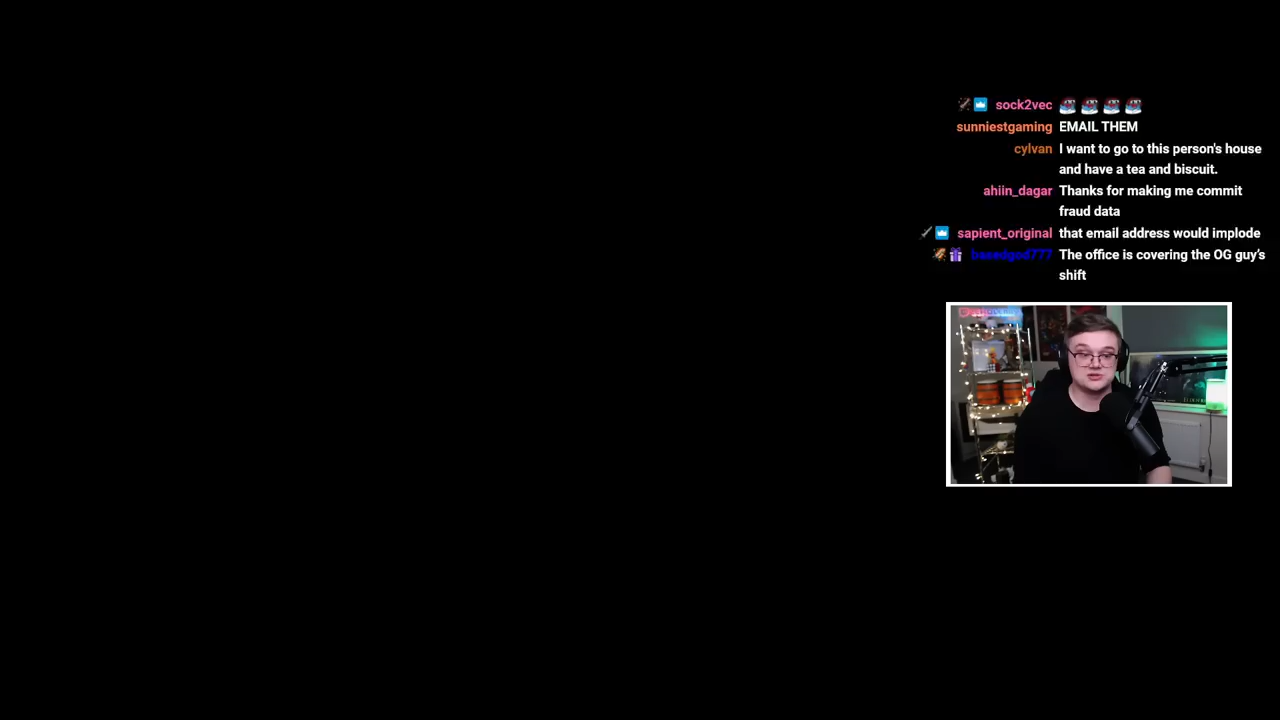 sock2vec
sunniestgaming EMAIL THEM
cylvan I want to go to this person's house
and have a tea and biscuit.
ahiin_dagar Thanks for making me commit
fraud data
sapient_original that email address would implode
basedgod777 The office is covering the OG guy's
shift